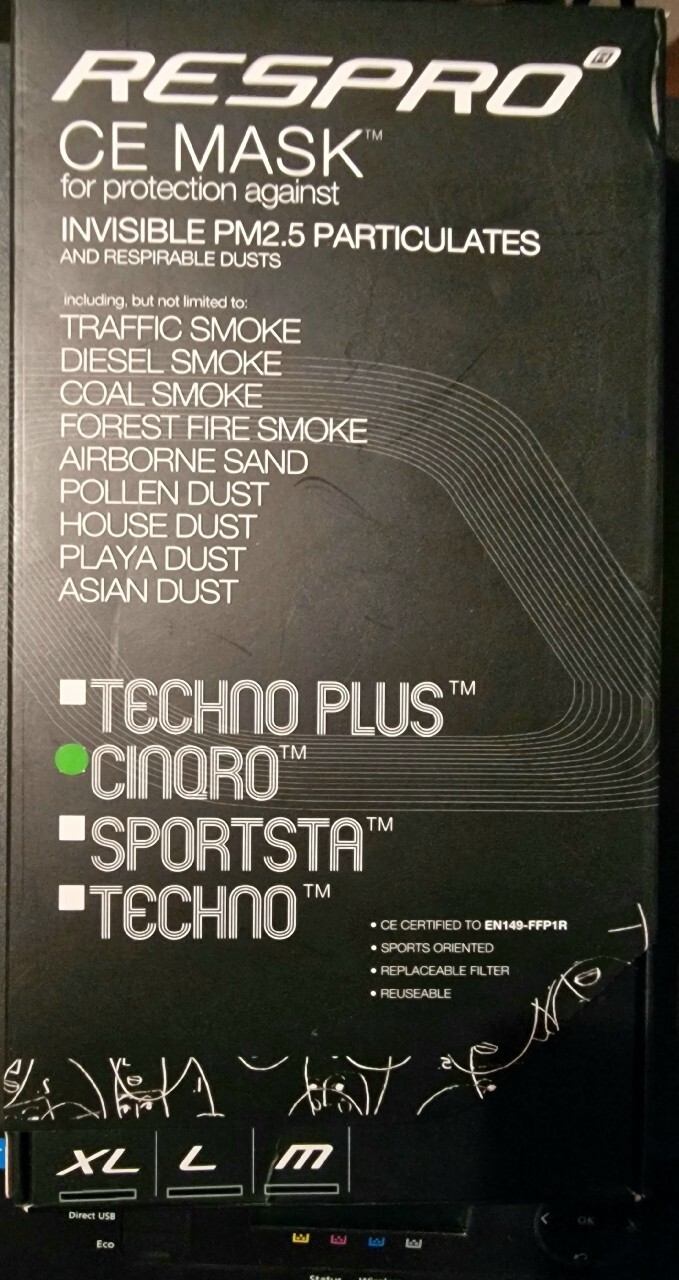 RESPRO®
CE MASK™
for protection against
INVISIBLE PM2.5 PARTICULATES
AND RESPIRABLE DUSTS
including, but not limited to:
TRAFFIC SMOKE
DIESEL SMOKE
COAL SMOKE
FOREST FIRE SMOKE
AIRBORNE SAND
POLLEN DUST
HOUSE DUST
PLAYA DUST
ASIAN DUST
TECHNO PLUS™
CINQRO™
SPORTSTA™
TECHNO™
• CE CERTIFIED TO EN149-FFP1R
• SPORTS ORIENTED
• REPLACEABLE FILTER
• REUSEABLE
XL L M
Direct USB
Eco
OK
Status